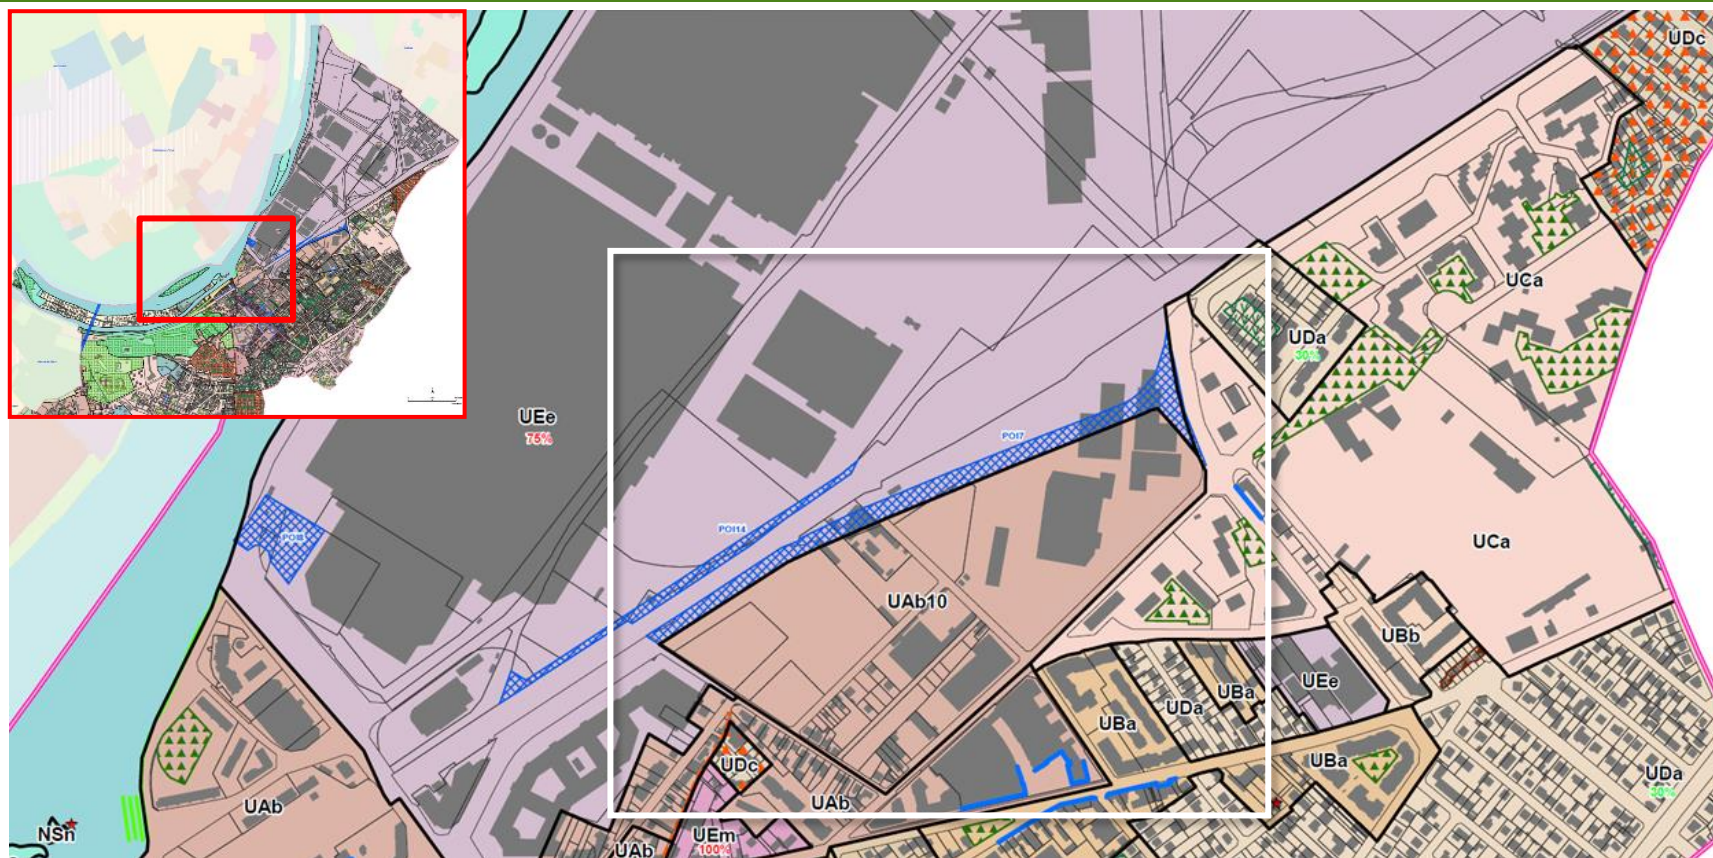 UDc
UCa
UDa
30%
UEe
75%
POI7
POI14
POI8
UCa
UAb10
UBb
UEe
UBa
UDa
UBa
UBa
UDc
UDa
30%
UAb
UAb
NSn
UEm
100%
UAb